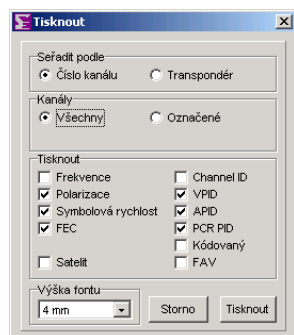 Tisknout
Seřadit podle
Číslo kanálu Transpondér
Kanály
Všechny Označené
Tisknout
Frekvence Channel ID
Polarizace VPID
Symbolová rychlost APID
FEC PCR PID
Kódovaný
Satelit FAV
Výška fontu
4 mm Storno Tisknout